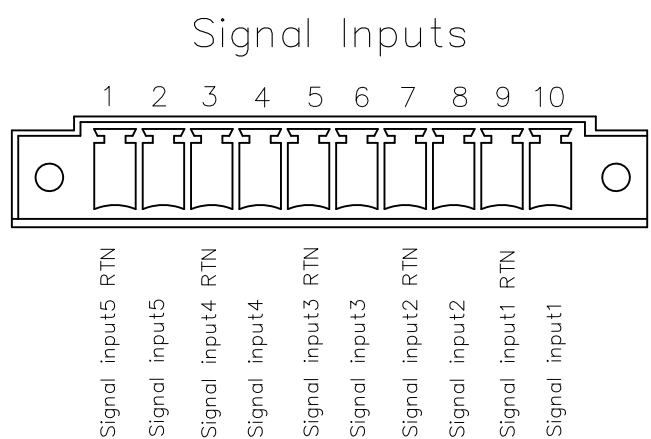 Signal Inputs
1 2 3 4 5 6 7 8 9 10
Signal input5 RTN
Signal input5
Signal input4 RTN
Signal input4
Signal input3 RTN
Signal input3
Signal input2 RTN
Signal input2
Signal input1 RTN
Signal input1